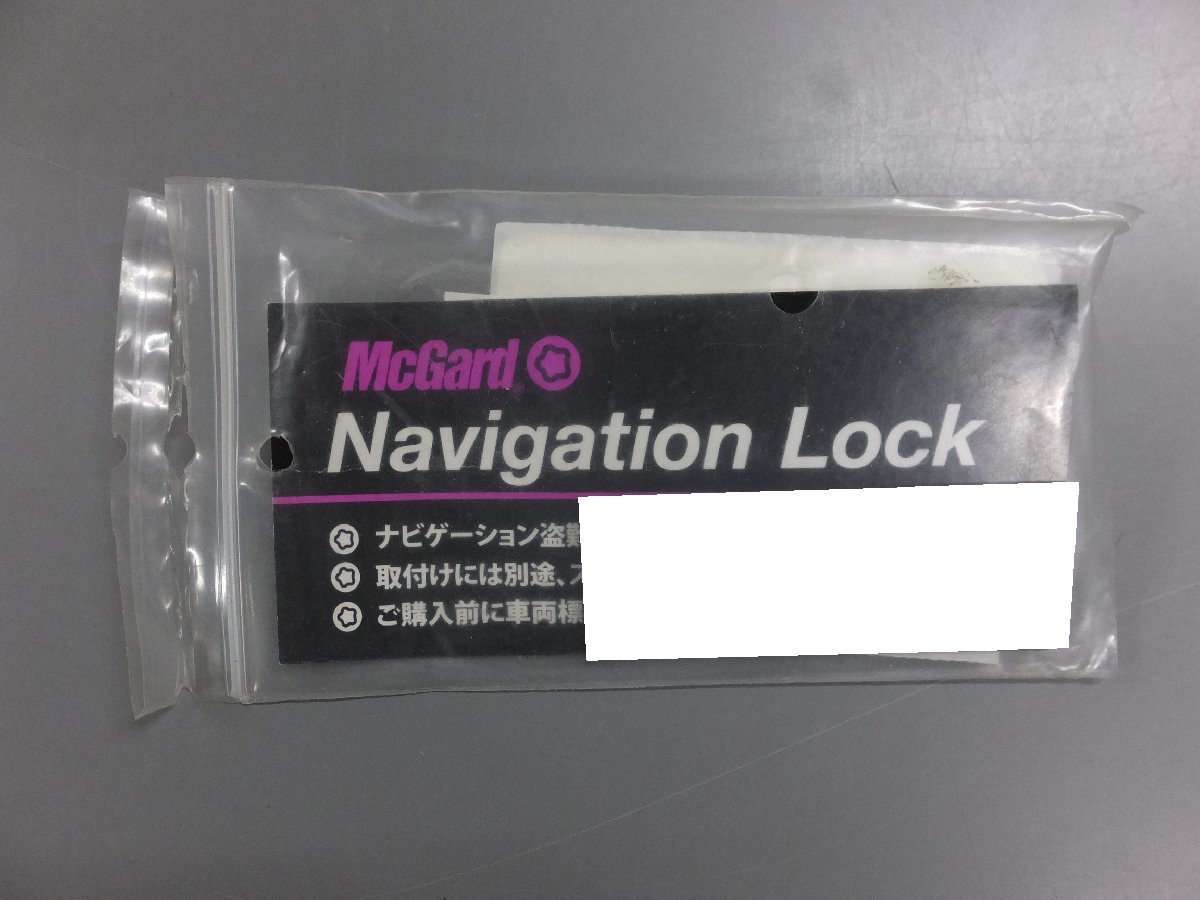 McGard
Navigation Lock
ナビゲーション盗難
取付けには別途、ス
ご購入前に車両標